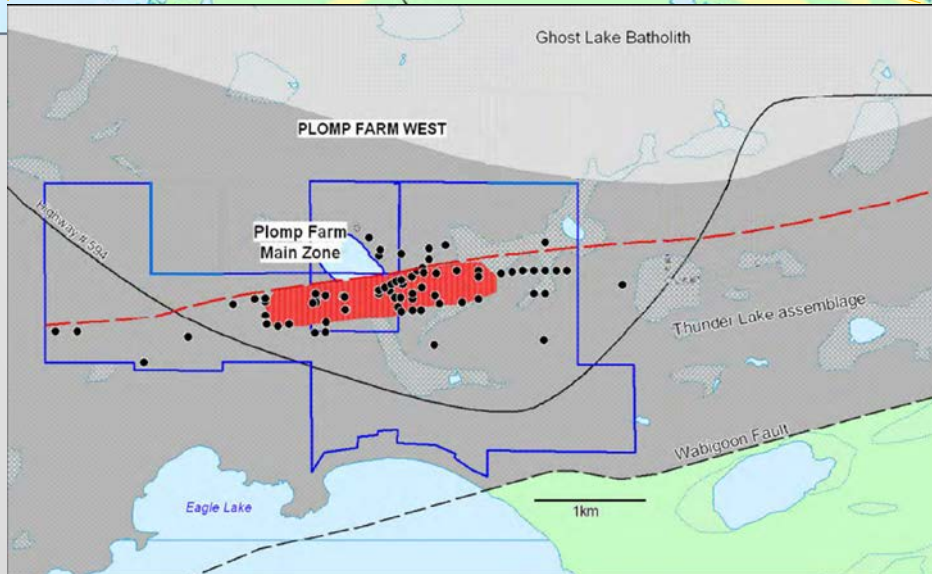 Ghost Lake Batholith
PLOMP FARM WEST
Highway # 594
Plomp Farm
Main Zone
Thunder Lake assemblage
Wabigoon Fault
Eagle Lake
1km